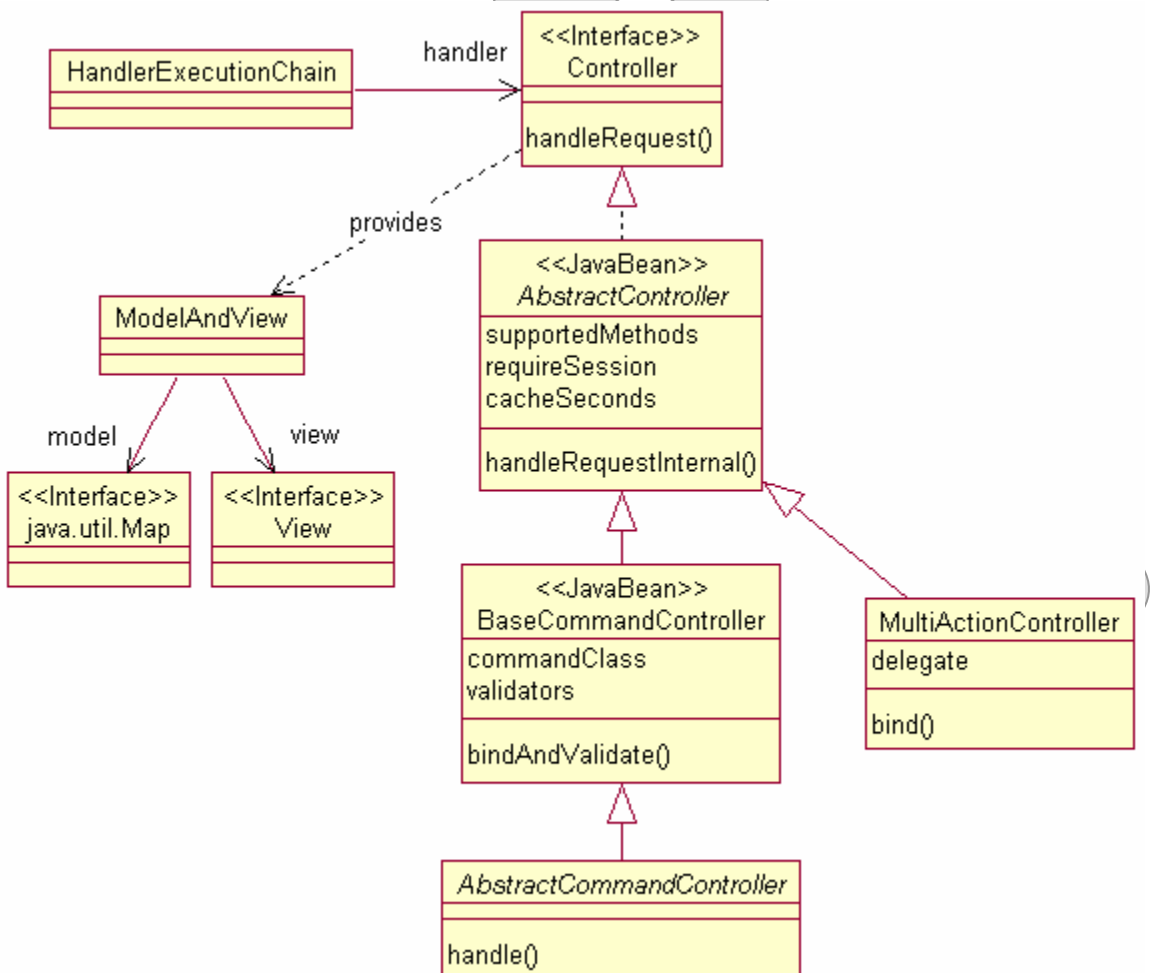 <<Interface>>
Controller
handleRequest()
handler
HandlerExecutionChain
provides
<<JavaBean>>
AbstractController
supportedMethods
requireSession
cacheSeconds
handleRequestInternal()
ModelAndView
model
view
<<Interface>>
java.util.Map
<<Interface>>
View
<<JavaBean>>
BaseCommandController
commandClass
validators
bindAndValidate()
MultiActionController
delegate
bind()
AbstractCommandController
handle()